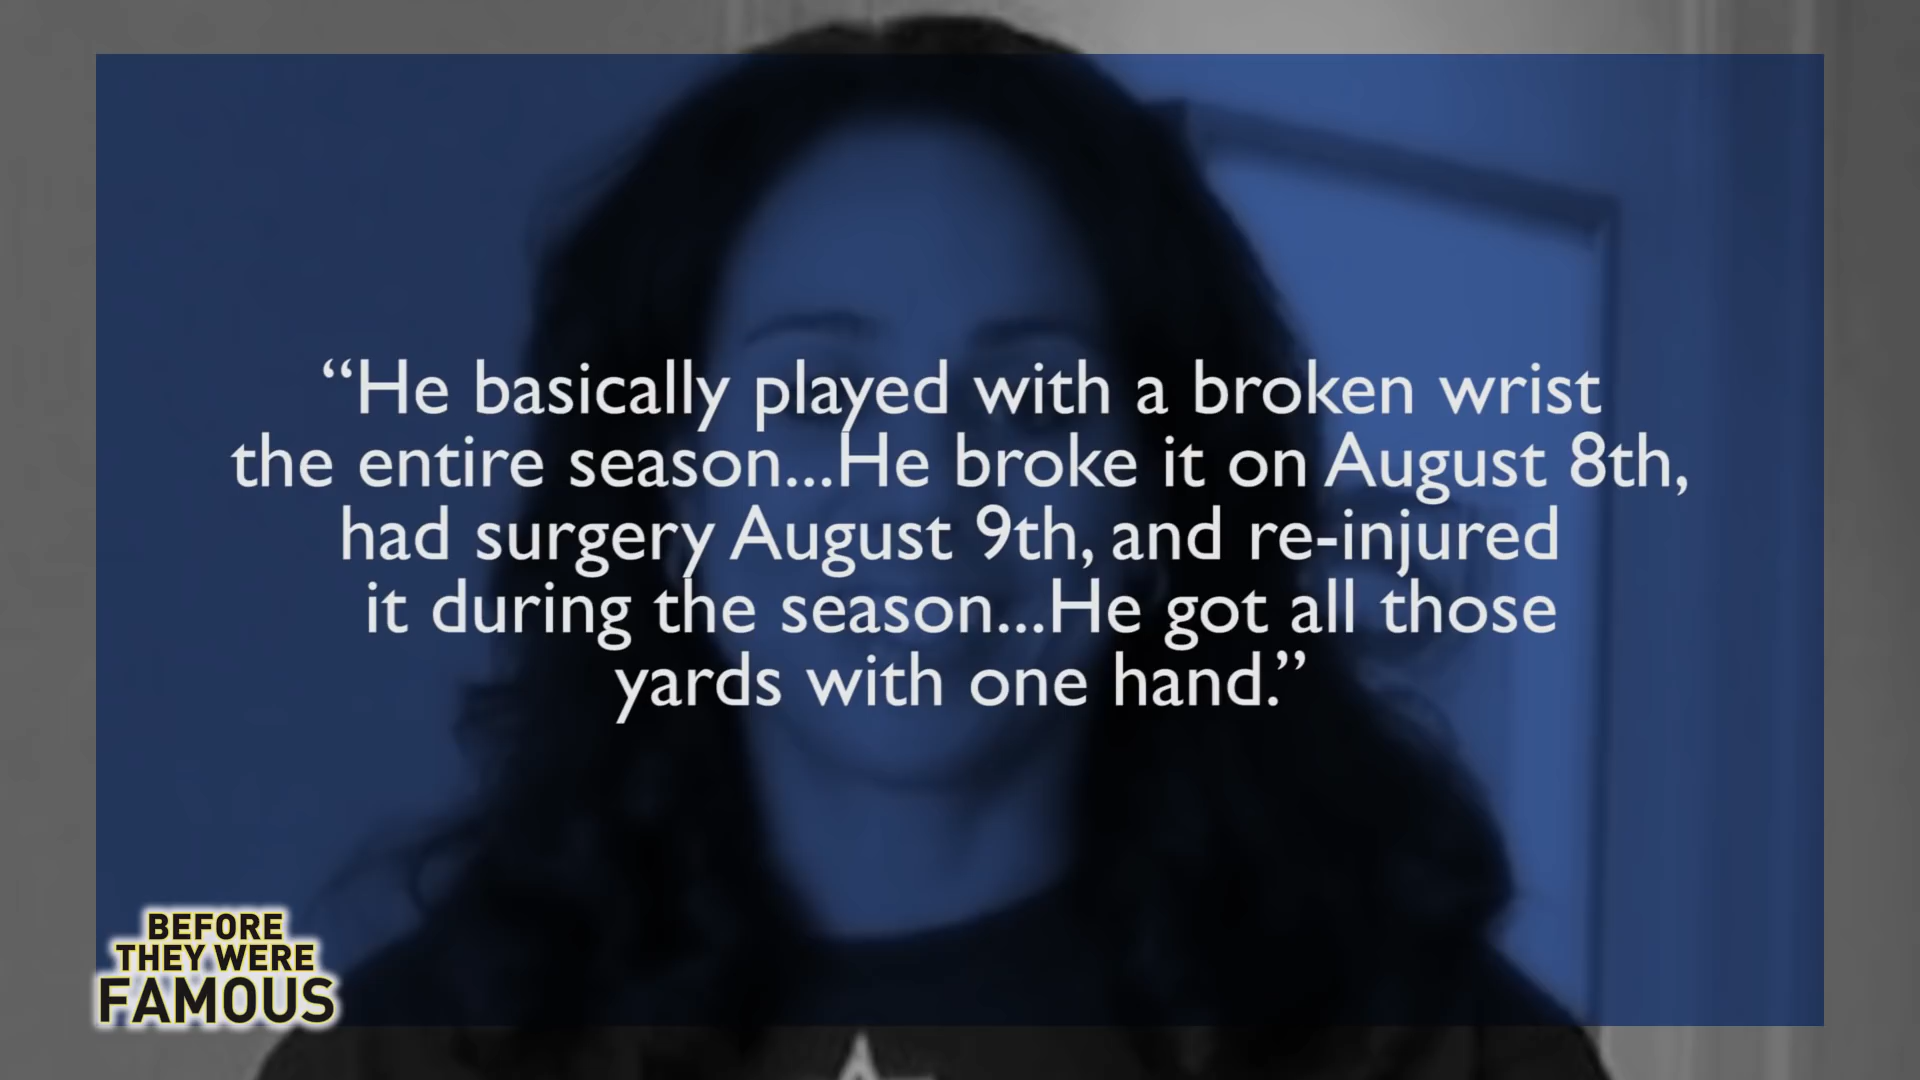 “He basically played with a broken wrist
the entire season...He broke it on August 8th,
had surgery August 9th, and re-injured
it during the season...He got all those
yards with one hand.”
BEFORE
THEY WERE
FAMOUS